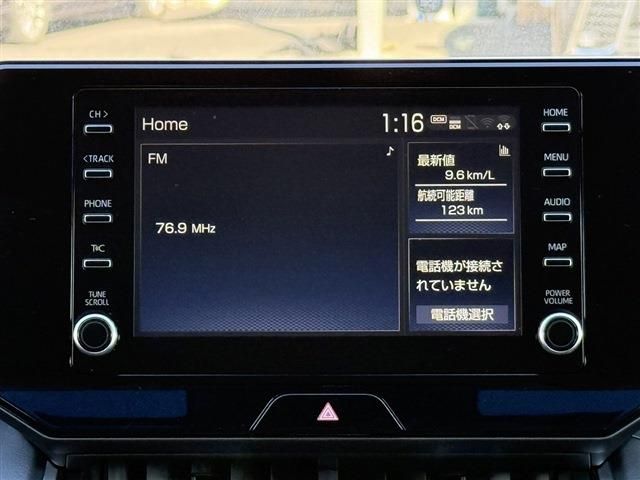 CH >
< TRACK
PHONE
T&C
TUNE
SCROLL
Home
1:16
DCM
DCM
FM
76.9 MHz
最新値
9.6 km/L
航続可能距離
123 km
電話機が接続さ
れていません
電話機選択
HOME
MENU
AUDIO
MAP
POWER
VOLUME